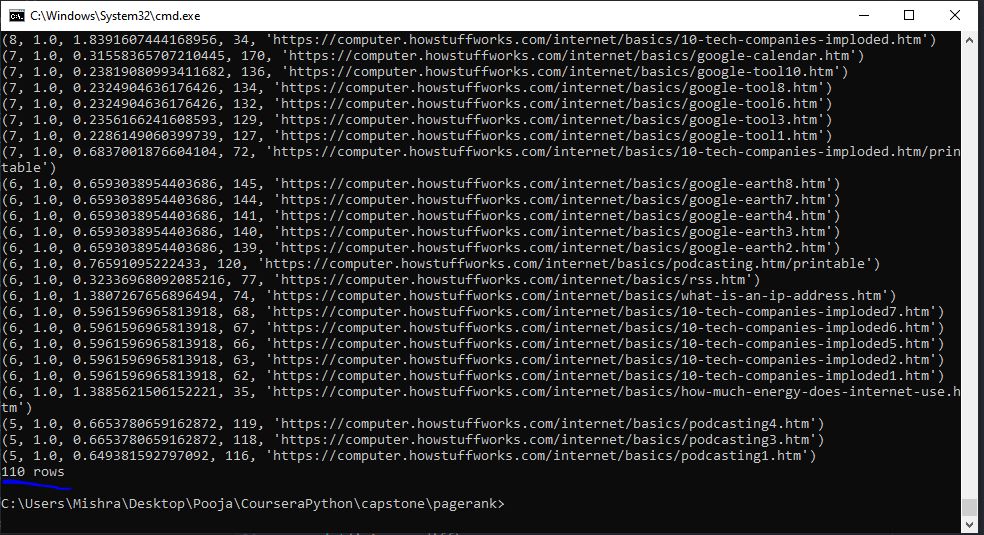 C:\Windows\System32\cmd.exe
(8, 1.0, 1.8391607444168956, 34, 'https://computer.howstuffworks.com/internet/basics/10-tech-companies-imploded.htm')
(7, 1.0, 0.31558365707210445, 170, 'https://computer.howstuffworks.com/internet/basics/google-calendar.htm')
(7, 1.0, 0.23819080993411682, 136, 'https://computer.howstuffworks.com/internet/basics/google-tool10.htm')
(7, 1.0, 0.2324904636176426, 134, 'https://computer.howstuffworks.com/internet/basics/google-tool8.htm')
(7, 1.0, 0.2324904636176426, 132, 'https://computer.howstuffworks.com/internet/basics/google-tool6.htm')
(7, 1.0, 0.2356166241608593, 129, 'https://computer.howstuffworks.com/internet/basics/google-tool3.htm')
(7, 1.0, 0.2286149060399739, 127, 'https://computer.howstuffworks.com/internet/basics/google-tool1.htm')
(7, 1.0, 0.6837001876604104, 72, 'https://computer.howstuffworks.com/internet/basics/10-tech-companies-imploded.htm/prin
table')
(6, 1.0, 0.6593038954403686, 145, 'https://computer.howstuffworks.com/internet/basics/google-earth8.htm')
(6, 1.0, 0.6593038954403686, 144, 'https://computer.howstuffworks.com/internet/basics/google-earth7.htm')
(6, 1.0, 0.6593038954403686, 141, 'https://computer.howstuffworks.com/internet/basics/google-earth4.htm')
(6, 1.0, 0.6593038954403686, 140, 'https://computer.howstuffworks.com/internet/basics/google-earth3.htm')
(6, 1.0, 0.6593038954403686, 139, 'https://computer.howstuffworks.com/internet/basics/google-earth2.htm')
(6, 1.0, 0.76591095222433, 120, 'https://computer.howstuffworks.com/internet/basics/podcasting.htm/printable')
(6, 1.0, 0.32336968092085216, 77, 'https://computer.howstuffworks.com/internet/basics/rss.htm')
(6, 1.0, 1.3807267656896494, 74, 'https://computer.howstuffworks.com/internet/basics/what-is-an-ip-address.htm')
(6, 1.0, 0.5961596965813918, 68, 'https://computer.howstuffworks.com/internet/basics/10-tech-companies-imploded7.htm')
(6, 1.0, 0.5961596965813918, 67, 'https://computer.howstuffworks.com/internet/basics/10-tech-companies-imploded6.htm')
(6, 1.0, 0.5961596965813918, 66, 'https://computer.howstuffworks.com/internet/basics/10-tech-companies-imploded5.htm')
(6, 1.0, 0.5961596965813918, 63, 'https://computer.howstuffworks.com/internet/basics/10-tech-companies-imploded2.htm')
(6, 1.0, 0.5961596965813918, 62, 'https://computer.howstuffworks.com/internet/basics/10-tech-companies-imploded1.htm')
(6, 1.0, 1.3885621506152221, 35, 'https://computer.howstuffworks.com/internet/basics/how-much-energy-does-internet-use.h
tm')
(5, 1.0, 0.6653780659162872, 119, 'https://computer.howstuffworks.com/internet/basics/podcasting4.htm')
(5, 1.0, 0.6653780659162872, 118, 'https://computer.howstuffworks.com/internet/basics/podcasting3.htm')
(5, 1.0, 0.649381592797092, 116, 'https://computer.howstuffworks.com/internet/basics/podcasting1.htm')
110 rows
C:\Users\Mishra\Desktop\Pooja\CourseraPython\capstone\pagerank>